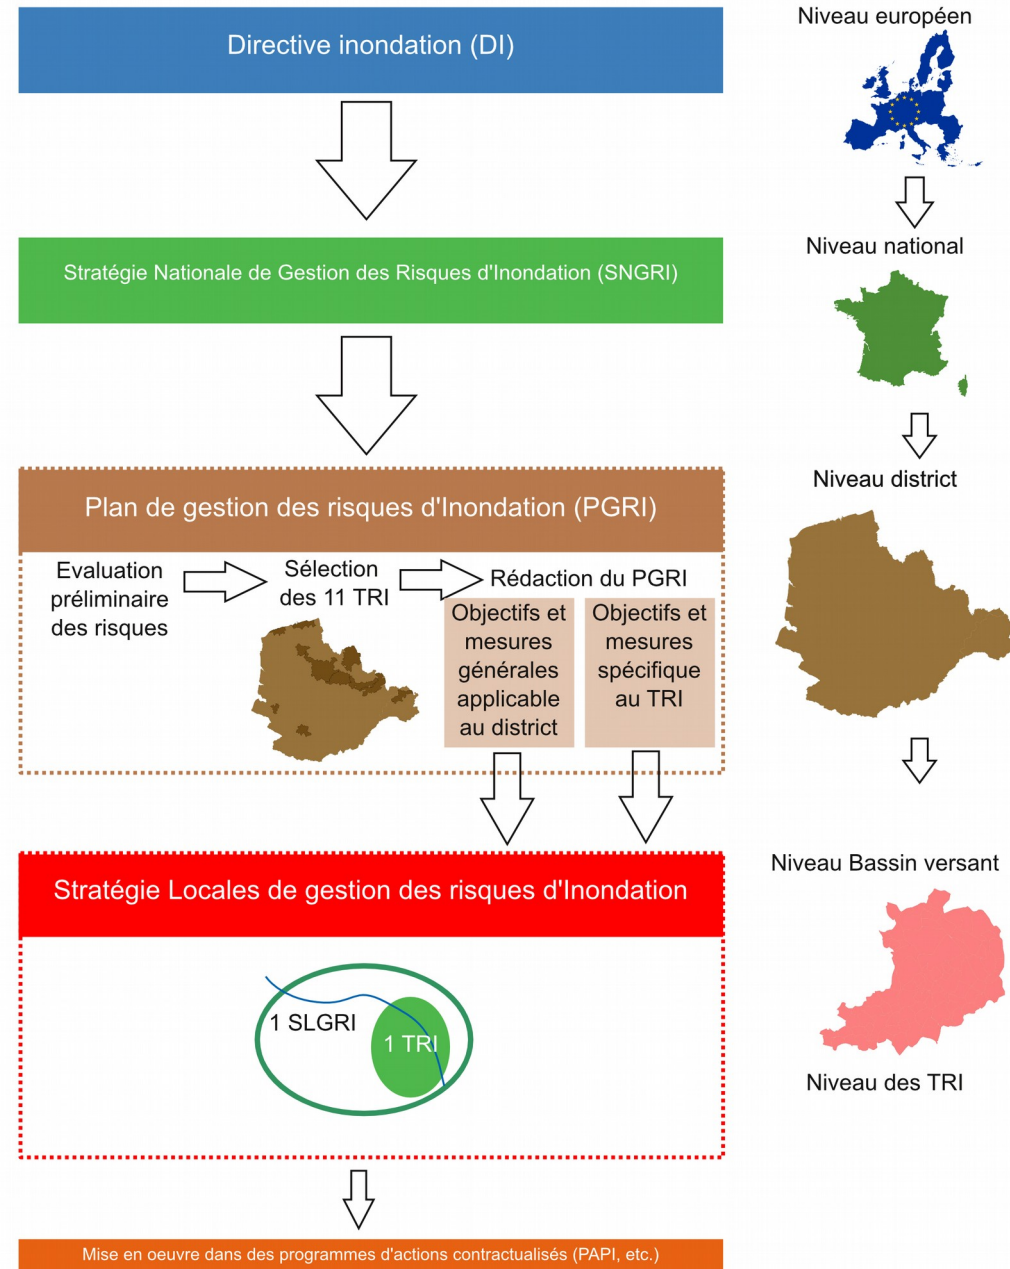 Directive inondation (DI)
Niveau européen
Stratégie Nationale de Gestion des Risques d'Inondation (SNGRI)
Niveau national
Plan de gestion des risques d'Inondation (PGRI)
Niveau district
Evaluation
préliminaire
des risques
Sélection
des 11 TRI
Rédaction du PGRI
Objectifs et
mesures
générales
applicable
au district
Objectifs et
mesures
spécifique
au TRI
Stratégie Locales de gestion des risques d'Inondation
Niveau Bassin versant
1 SLGRI
1 TRI
Niveau des TRI
Mise en oeuvre dans des programmes d'actions contractualisés (PAPI, etc.)